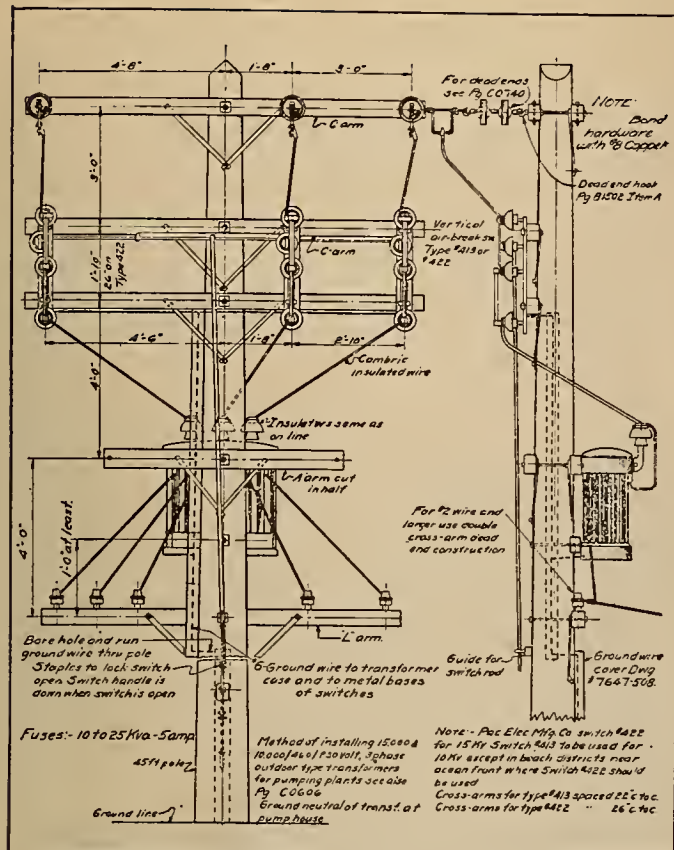 4'-8"
1'-8"
3'-0"
For deadends
see Pg C0740
NOTE-
Bond
hardware
with #8 Copper
C arm
3'-0"
Dead end hook
Pg B1502 Item A
Vertical
air-break sw
Type #413 or
#422
C-arm
1'-10"
26" on
Type 422
4'-6"
1'-8"
2'-10"
Cambric
insulated wire
4'-0"
Insulators same as
on line
A arm cut
in half
For #2 wire and
larger use double
cross-arm dead
end construction
4'-0"
1'-0" at least.
L arm.
Bore hole and run
ground wire thru pole
Staples to lock switch
open. Switch handle is
down when switch is open
6-Ground wire to transformer
case and to metal bases
of switches
Guide for
switch rod
Ground wire
cover Dwg
#7647-508.
Fuses:- 10 to 25 Kva-5amp
45ft pole
Method of installing 15,000 &
10,000/460/230 volt, 3 phase
outdoor type transformers
for pumping plants see also
Pg C0606
Ground neutral of transf. at
pump house
Ground line
Note - Pac Elec Mfg. Co switch #422
for 15 Kv Switch #413 to be used for
10 Kv except in beach districts near
ocean front where Switch #422 should
be used
Cross-arms for type #413 spaced 22" c to c.
Cross-arms for type #422 " 26" c to c.